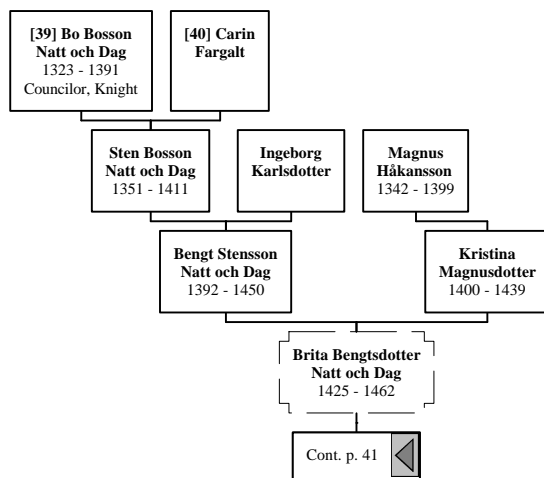 [39] Bo Bosson
Natt och Dag
1323 - 1391
Councilor, Knight
[40] Carin
Fargalt
Sten Bosson
Natt och Dag
1351 - 1411
Ingeborg
Karlsdotter
Magnus
Håkansson
1342 - 1399
Bengt Stensson
Natt och Dag
1392 - 1450
Kristina
Magnusdotter
1400 - 1439
Brita Bengtsdotter
Natt och Dag
1425 - 1462
Cont. p. 41